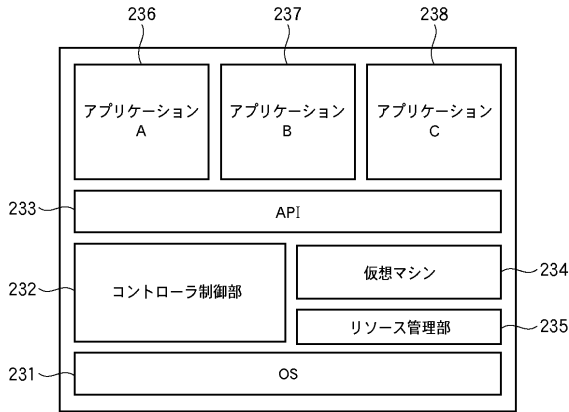 236
237
238
アプリケーション
A
アプリケーション
B
アプリケーション
C
233
API
232
コントローラ制御部
仮想マシン
234
リソース管理部
235
231
OS